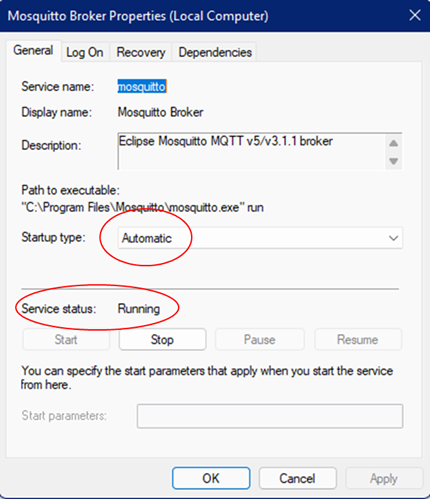 Mosquitto Broker Properties (Local Computer)
General Log On Recovery Dependencies
Service name: mosquitto
Display name: Mosquitto Broker
Description: Eclipse Mosquitto MQTT v5/v3.1.1 broker
Path to executable:
"C:\Program Files\Mosquitto\mosquitto.exe" run
Startup type: Automatic
Service status: Running
Start Stop Pause Resume
You can specify the start parameters that apply when you start the service
from here.
Start parameters:
OK Cancel Apply